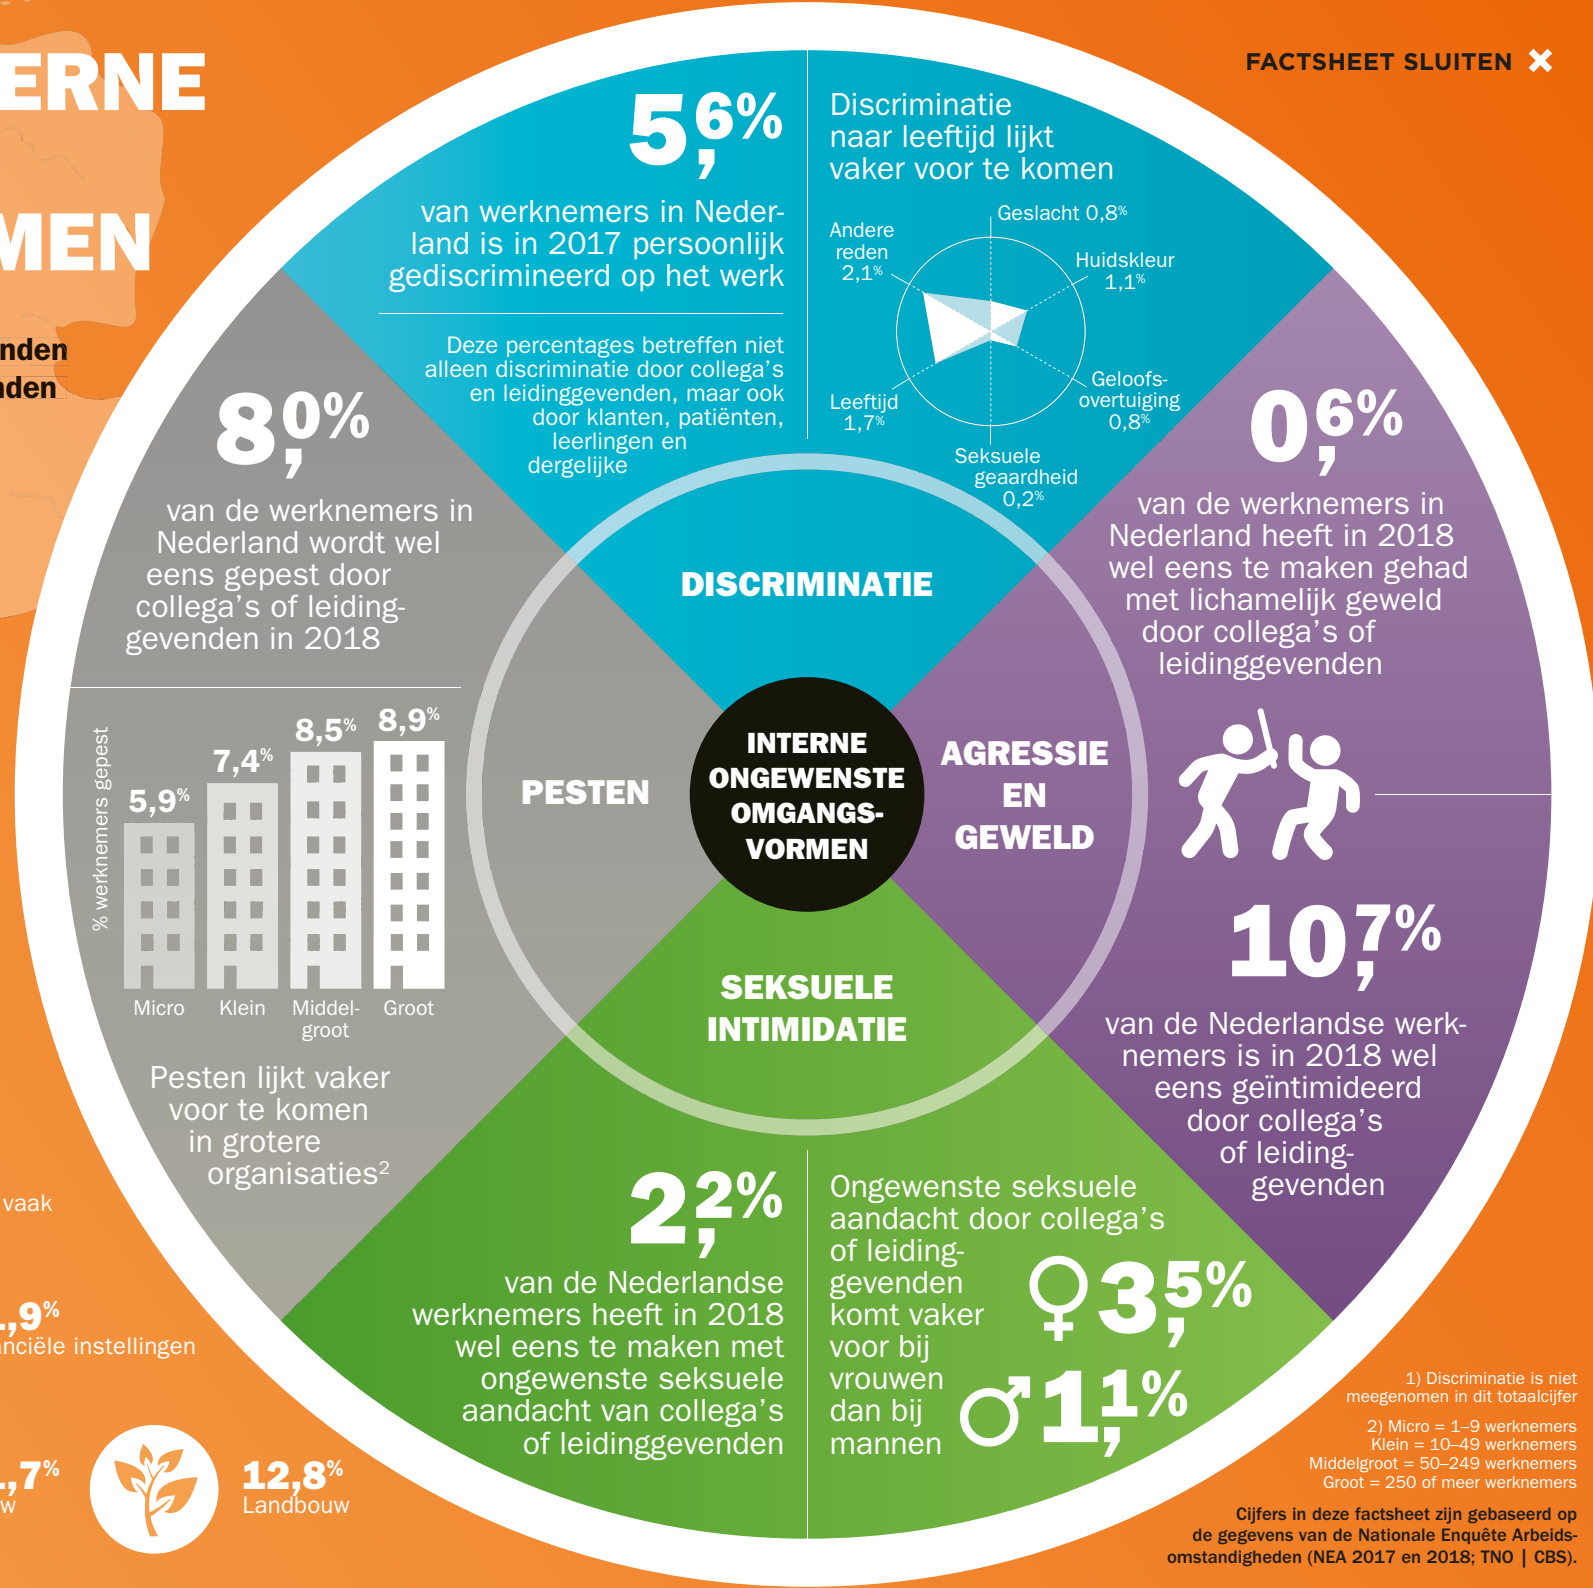 ERNE
MEN
nden
nden
vaak
,9%
nciële instellingen
,7%
w
12,8%
Landbouw
FACTSHEET SLUITEN
5,6%
van werknemers in Neder-
land is in 2017 persoonlijk
gediscrimineerd op het werk
Deze percentages betreffen niet
alleen discriminatie door collega's
en leidinggevenden, maar ook
door klanten, patiënten,
leerlingen en
dergelijke
Discriminatie
naar leeftijd lijkt
vaker voor te komen
Geslacht 0,8%
Huidskleur
1,1%
Geloofs-
overtuiging
0,8%
Seksuele
geaardheid
0,2%
Leeftijd
1,7%
Andere
reden
2,1%
DISCRIMINATIE
8,0%
van de werknemers in
Nederland wordt wel
eens gepest door
collega's of leiding-
gevenden in 2018
% werknemers gepest
5,9%
7,4%
8,5%
8,9%
Micro
Klein
Middel-
groot
Groot
Pesten lijkt vaker
voor te komen
in grotere
organisaties2
PESTEN
INTERNE
ONGEWENSTE
OMGANGS-
VORMEN
AGRESSIE
EN
GEWELD
0,6%
van de werknemers in
Nederland heeft in 2018
wel eens te maken gehad
met lichamelijk geweld
door collega's of
leidinggevenden
10,7%
van de Nederlandse werk-
nemers is in 2018 wel
eens geïntimideerd
door collega's
of leiding-
gevenden
SEKSUELE
INTIMIDATIE
2,2%
van de Nederlandse
werknemers heeft in 2018
wel eens te maken met
ongewenste seksuele
aandacht van collega's
of leidinggevenden
Ongewenste seksuele
aandacht door collega's
of leiding-
gevenden
komt vaker
voor bij
vrouwen
dan bij
mannen
3,5%
1,1%
1) Discriminatie is niet
meegenomen in dit totaalcijfer
2) Micro = 1–9 werknemers
Klein = 10–49 werknemers
Middelgroot = 50–249 werknemers
Groot = 250 of meer werknemers
Cijfers in deze factsheet zijn gebaseerd op
de gegevens van de Nationale Enquête Arbeids-
omstandigheden (NEA 2017 en 2018; TNO | CBS).